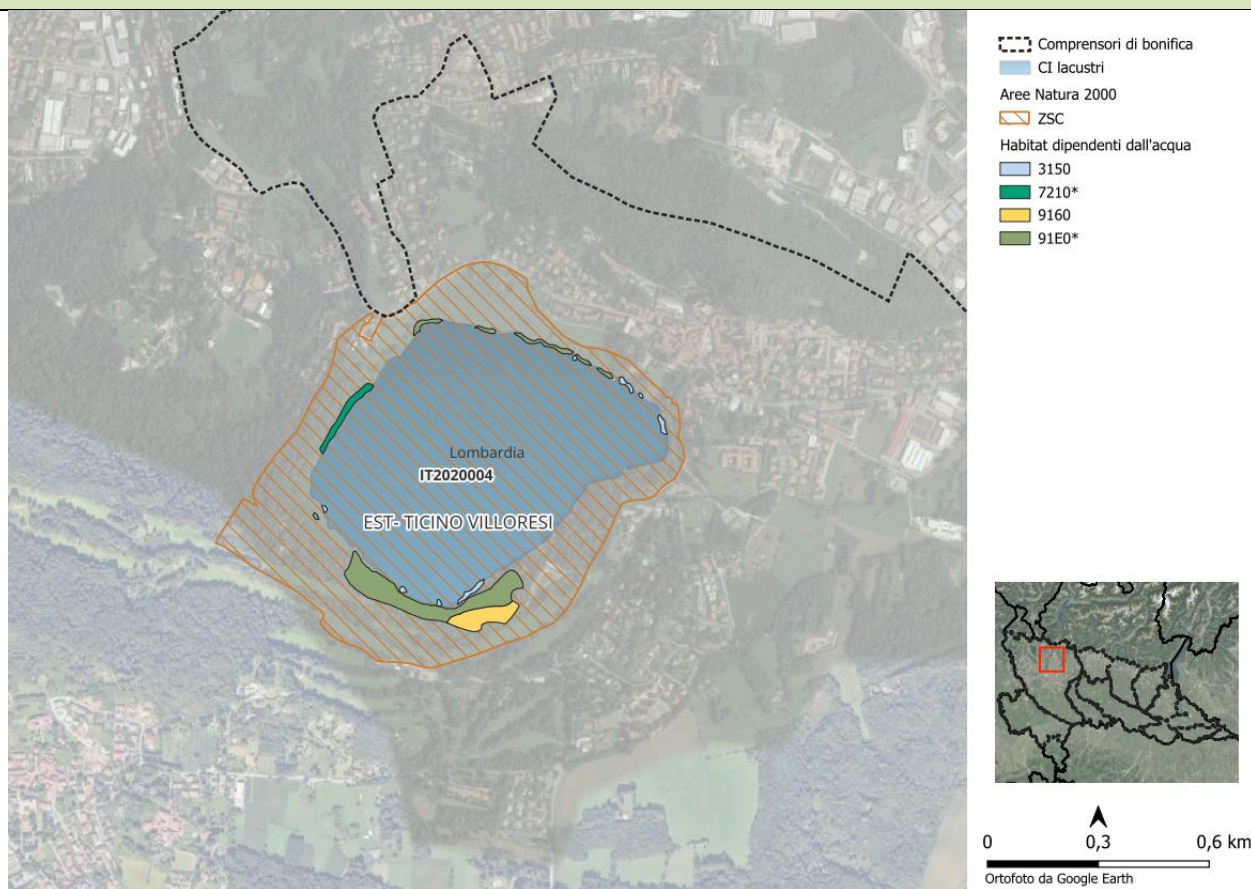 Comprensori di bonifica
CI lacustri
Aree Natura 2000
ZSC
Habitat dipendenti dall'acqua
3150
7210*
9160
91E0*
Lombardia
IT2020004
EST- TICINO VILLORESI
0 0,3 0,6 km
Ortofoto da Google Earth